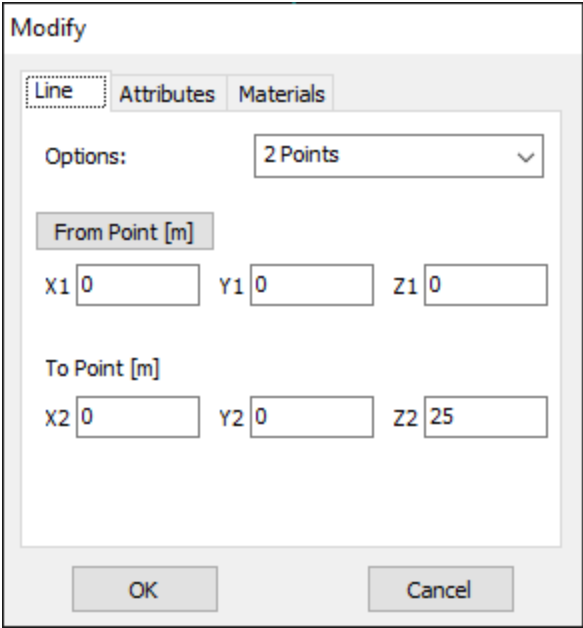 Modify
Line Attributes Materials
Options: 2 Points
From Point [m]
X1 0 Y1 0 Z1 0
To Point [m]
X2 0 Y2 0 Z2 25
OK Cancel